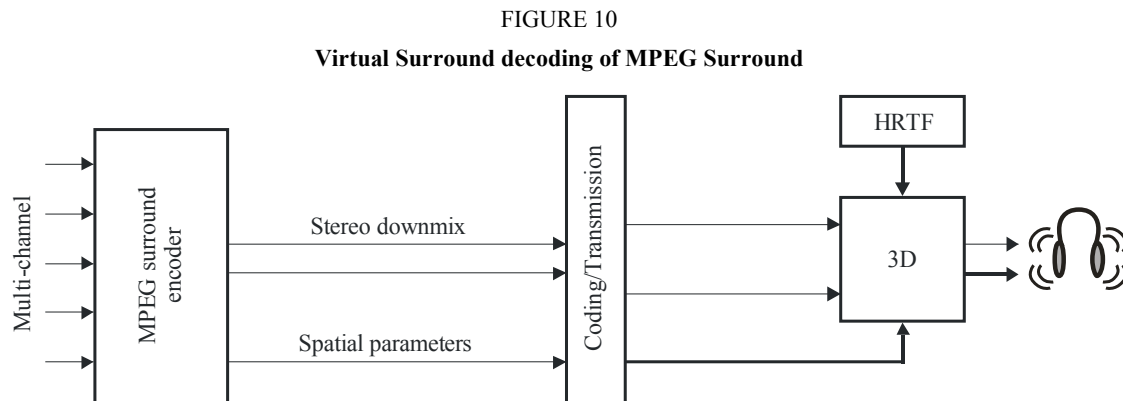 FIGURE 10
Virtual Surround decoding of MPEG Surround
Multi-channel
MPEG surround
encoder
Stereo downmix
Spatial parameters
Coding/Transmission
HRTF
3D